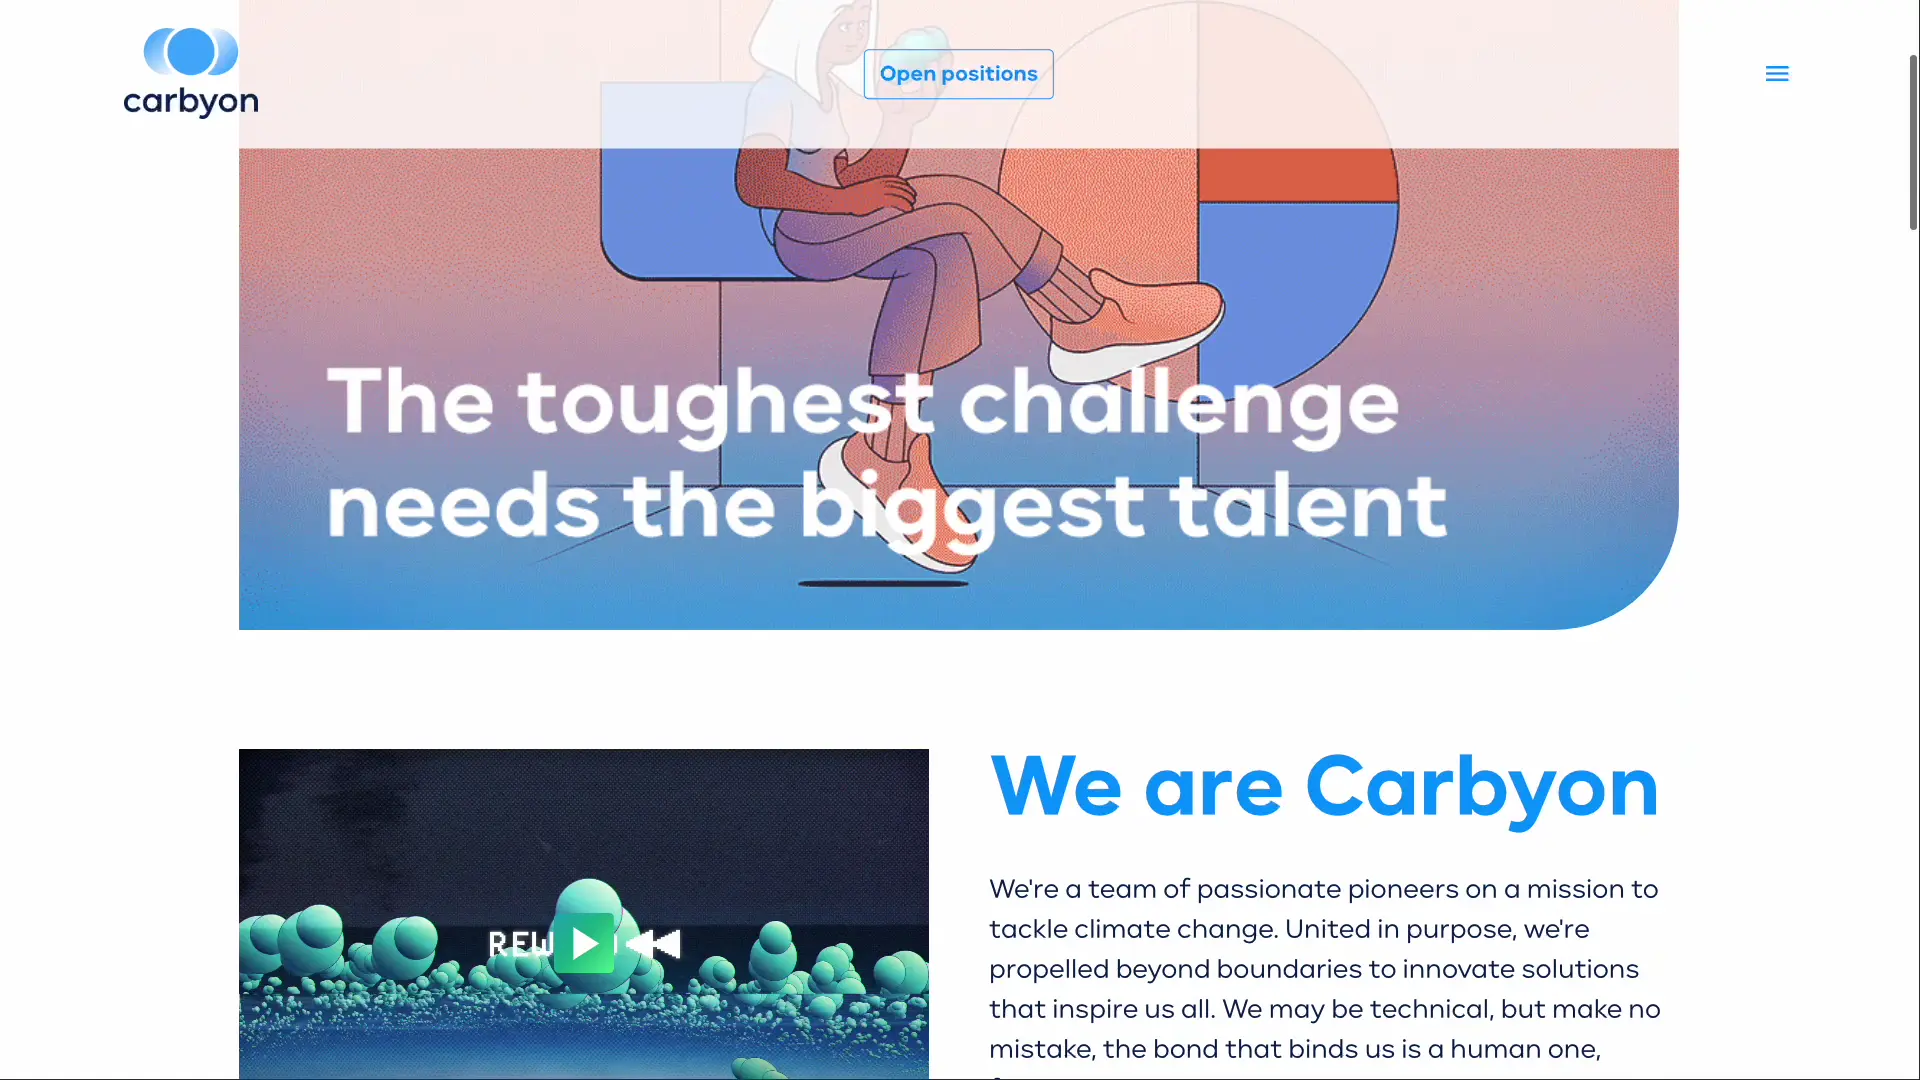 carbyon
Open positions
The toughest challenge
needs the biggest talent
We are Carbyon
We're a team of passionate pioneers on a mission to
tackle climate change. United in purpose, we're
propelled beyond boundaries to innovate solutions
that inspire us all. We may be technical, but make no
mistake, the bond that binds us is a human one,